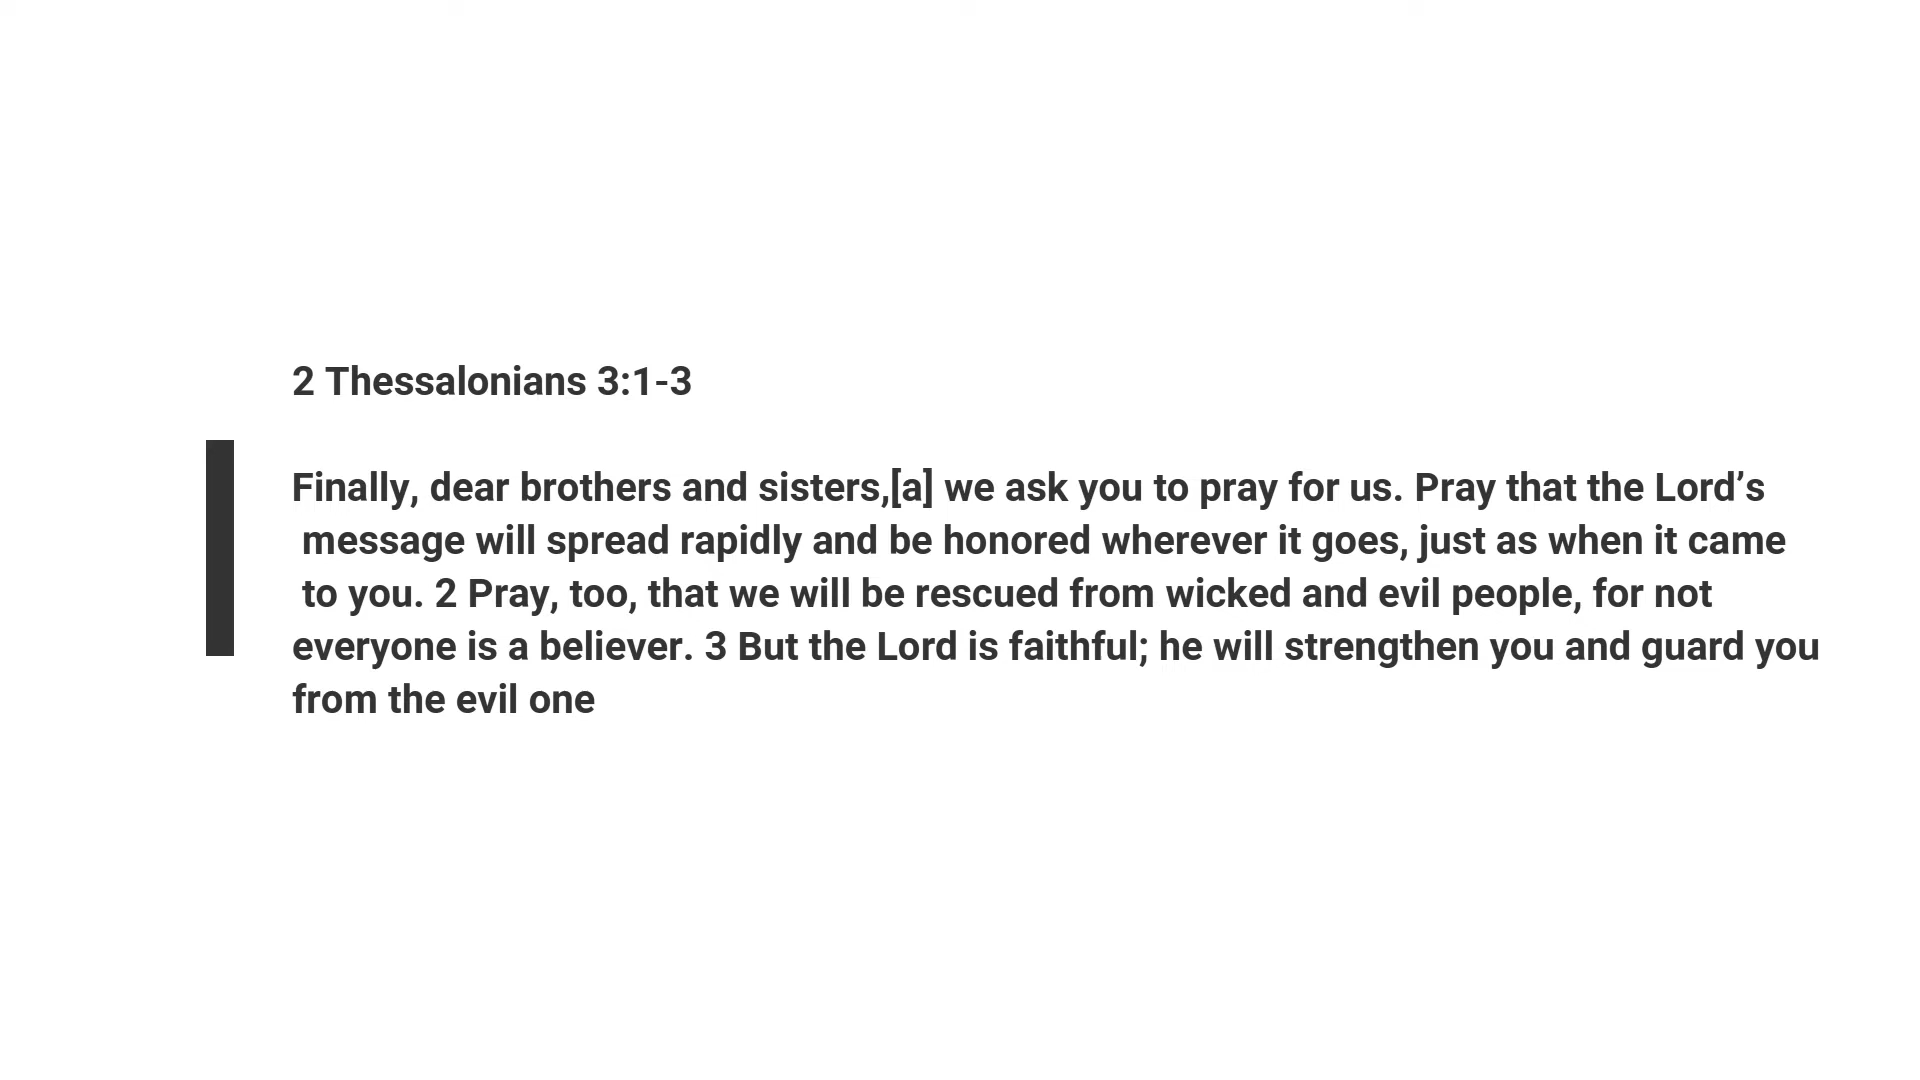 2 Thessalonians 3:1-3
Finally, dear brothers and sisters,[a] we ask you to pray for us. Pray that the Lord’s
message will spread rapidly and be honored wherever it goes, just as when it came
to you. 2 Pray, too, that we will be rescued from wicked and evil people, for not
everyone is a believer. 3 But the Lord is faithful; he will strengthen you and guard you
from the evil one